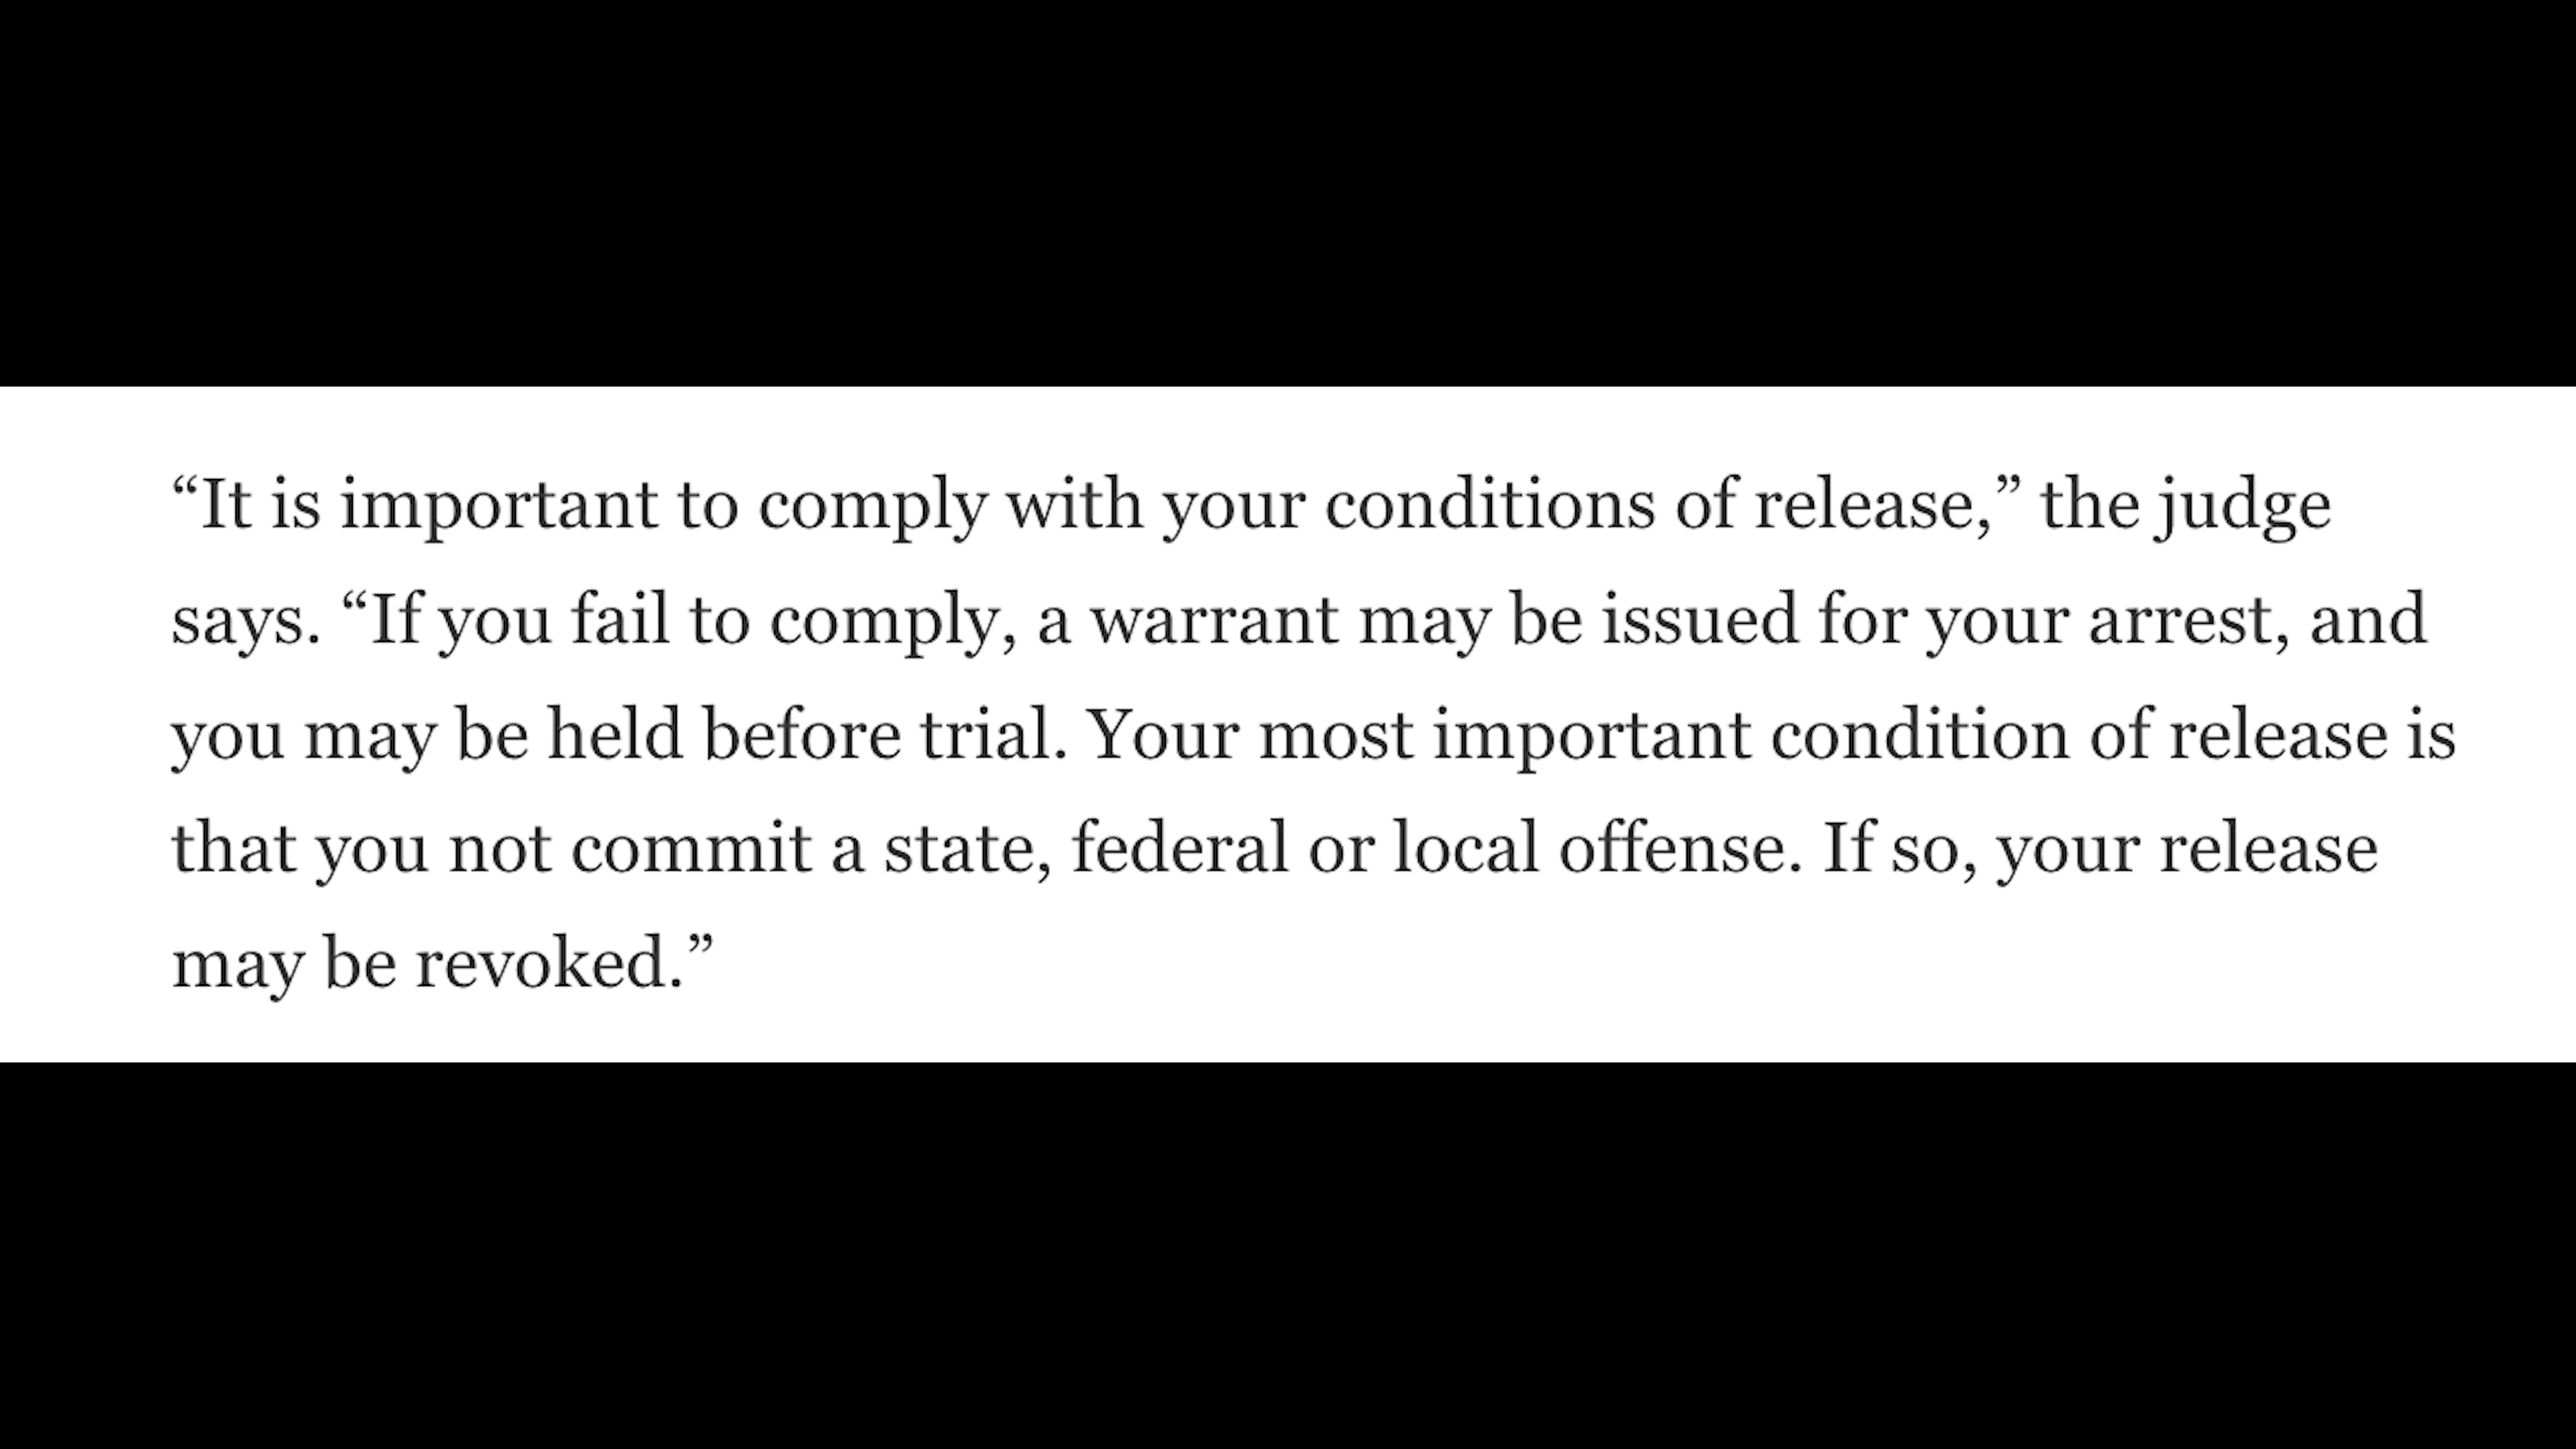 “It is important to comply with your conditions of release,” the judge
says. “If you fail to comply, a warrant may be issued for your arrest, and
you may be held before trial. Your most important condition of release is
that you not commit a state, federal or local offense. If so, your release
may be revoked.”